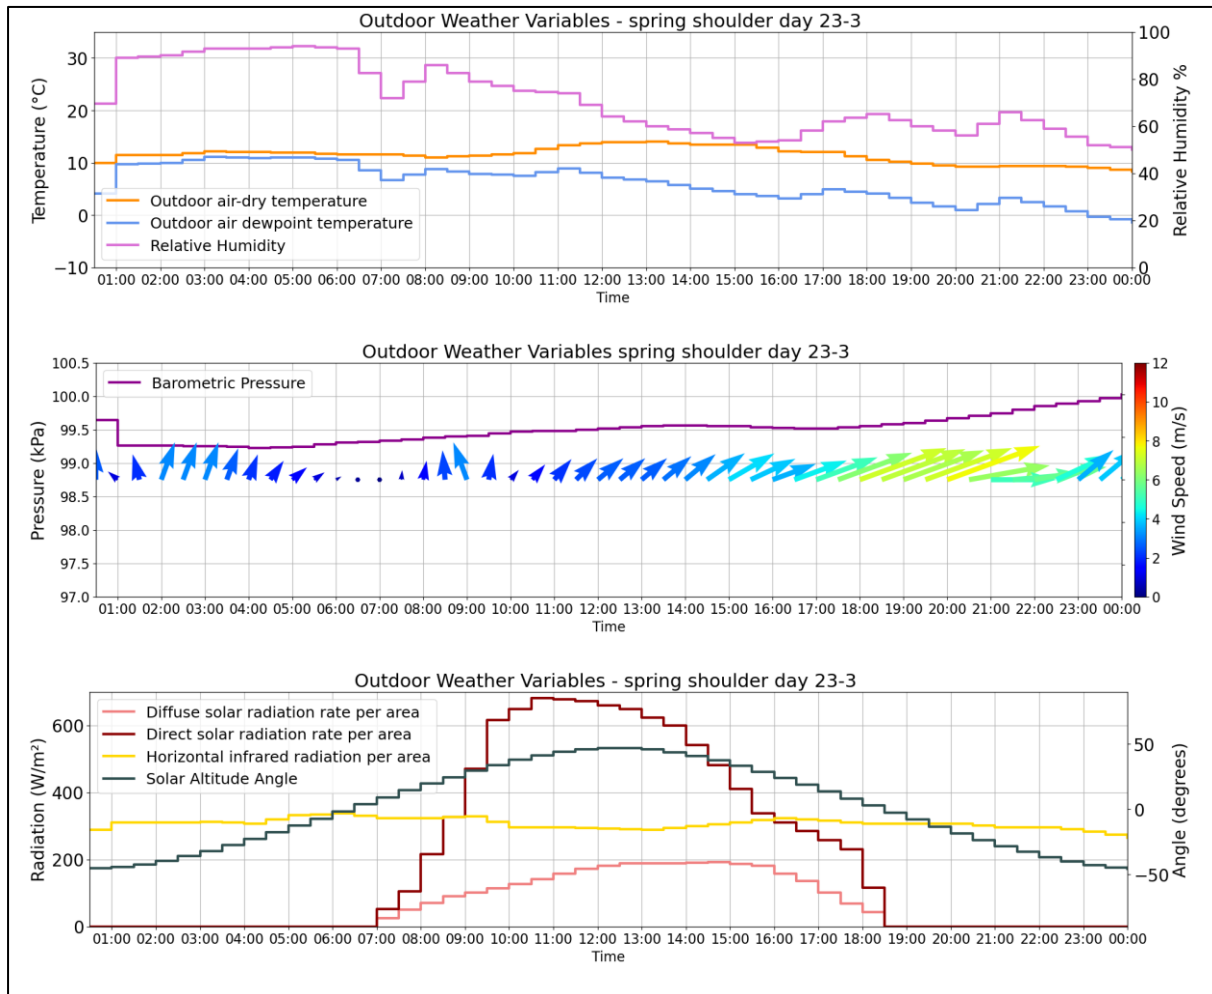 Outdoor Weather Variables - spring shoulder day 23-3
Temperature (°C)
30
20
10
0
−10
Relative Humidity %
100
80
60
40
20
0
Outdoor air-dry temperature
Outdoor air dewpoint temperature
Relative Humidity
01:00 02:00 03:00 04:00 05:00 06:00 07:00 08:00 09:00 10:00 11:00 12:00 13:00 14:00 15:00 16:00 17:00 18:00 19:00 20:00 21:00 22:00 23:00 00:00
Time
Outdoor Weather Variables spring shoulder day 23-3
Pressure (kPa)
100.5
100.0
99.5
99.0
98.5
98.0
97.5
97.0
Barometric Pressure
12
10
8
6
4
2
0
Wind Speed (m/s)
01:00 02:00 03:00 04:00 05:00 06:00 07:00 08:00 09:00 10:00 11:00 12:00 13:00 14:00 15:00 16:00 17:00 18:00 19:00 20:00 21:00 22:00 23:00 00:00
Time
Outdoor Weather Variables - spring shoulder day 23-3
Radiation (W/m²)
600
400
200
0
Diffuse solar radiation rate per area
Direct solar radiation rate per area
Horizontal infrared radiation per area
Solar Altitude Angle
50
0
−50
Angle (degrees)
01:00 02:00 03:00 04:00 05:00 06:00 07:00 08:00 09:00 10:00 11:00 12:00 13:00 14:00 15:00 16:00 17:00 18:00 19:00 20:00 21:00 22:00 23:00 00:00
Time